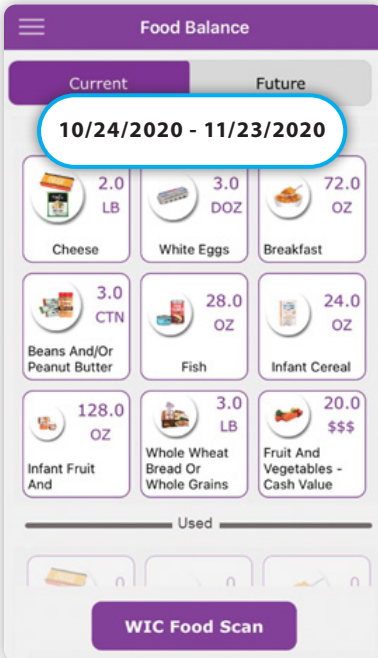 Food Balance
Current
Future
10/24/2020 - 11/23/2020
2.0
LB
Cheese
3.0
DOZ
White Eggs
72.0
OZ
Breakfast
3.0
CTN
Beans And/Or
Peanut Butter
28.0
OZ
Fish
24.0
OZ
Infant Cereal
128.0
OZ
Infant Fruit
And
3.0
LB
Whole Wheat
Bread Or
Whole Grains
20.0
$$$
Fruit And
Vegetables -
Cash Value
Used
0
0
0
WIC Food Scan